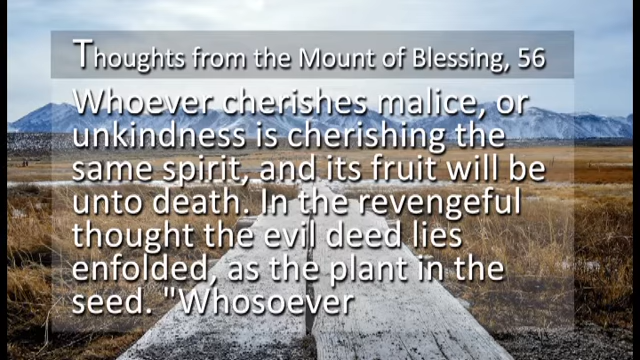 Thoughts from the Mount of Blessing, 56
Whoever cherishes malice, or
unkindness is cherishing the
same spirit, and its fruit will be
unto death. In the revengeful
thought the evil deed lies
enfolded, as the plant in the
seed. "Whosoever